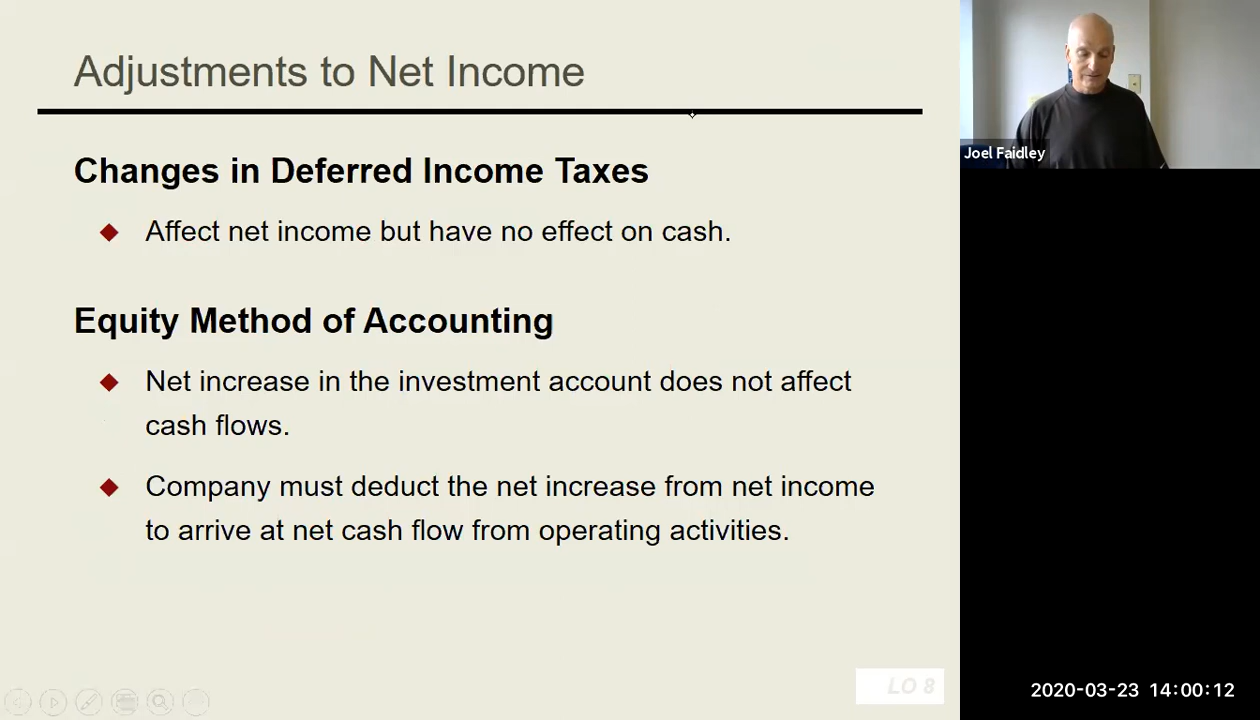 Adjustments to Net Income
Changes in Deferred Income Taxes
Affect net income but have no effect on cash.
Equity Method of Accounting
Net increase in the investment account does not affect
cash flows.
Company must deduct the net increase from net income
to arrive at net cash flow from operating activities.
LO 8
Joel Faidley
2020-03-23 14:00:12